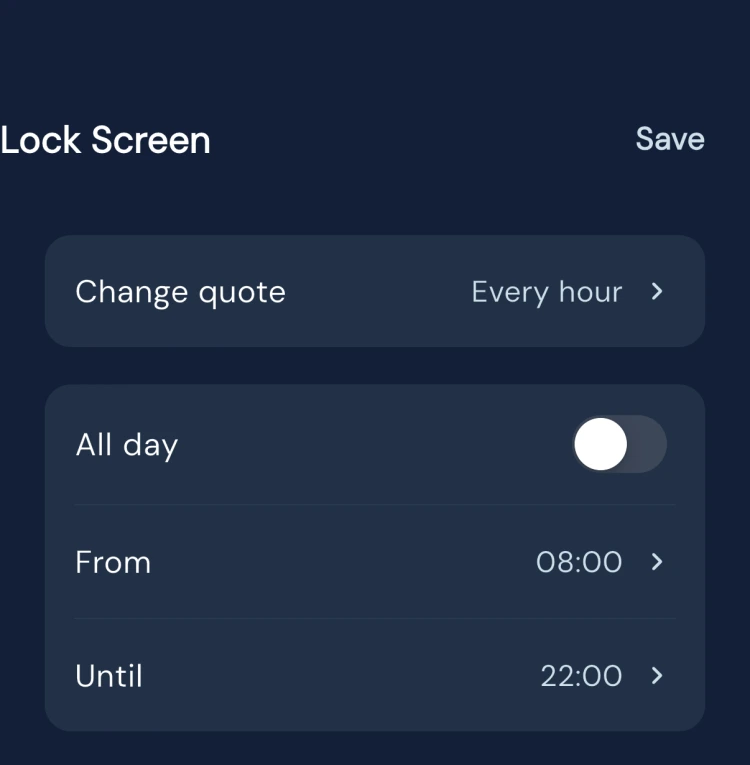 Lock Screen Save
Change quote Every hour
All day
From 08:00
Until 22:00